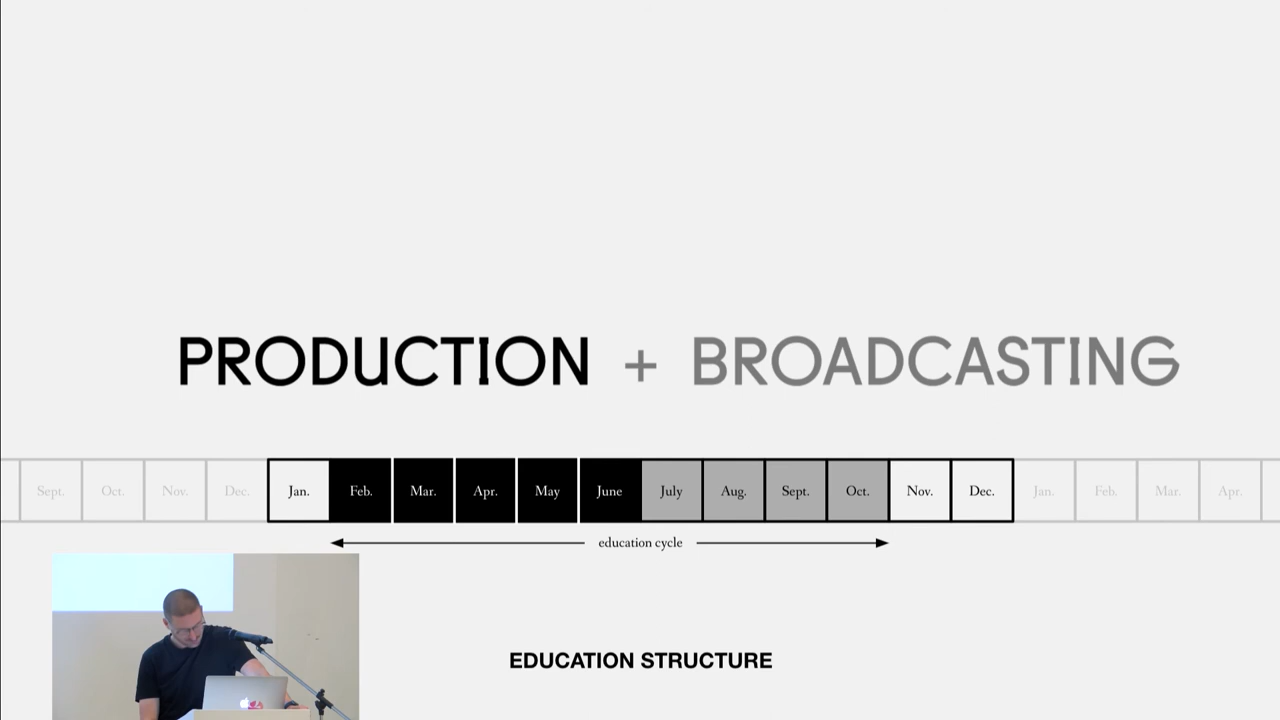 PRODUCTION + BROADCASTING
Sept. Oct. Nov. Dec. Jan. Feb. Mar. Apr. May June July Aug. Sept. Oct. Nov. Dec. Jan. Feb. Mar. Apr.
education cycle
EDUCATION STRUCTURE